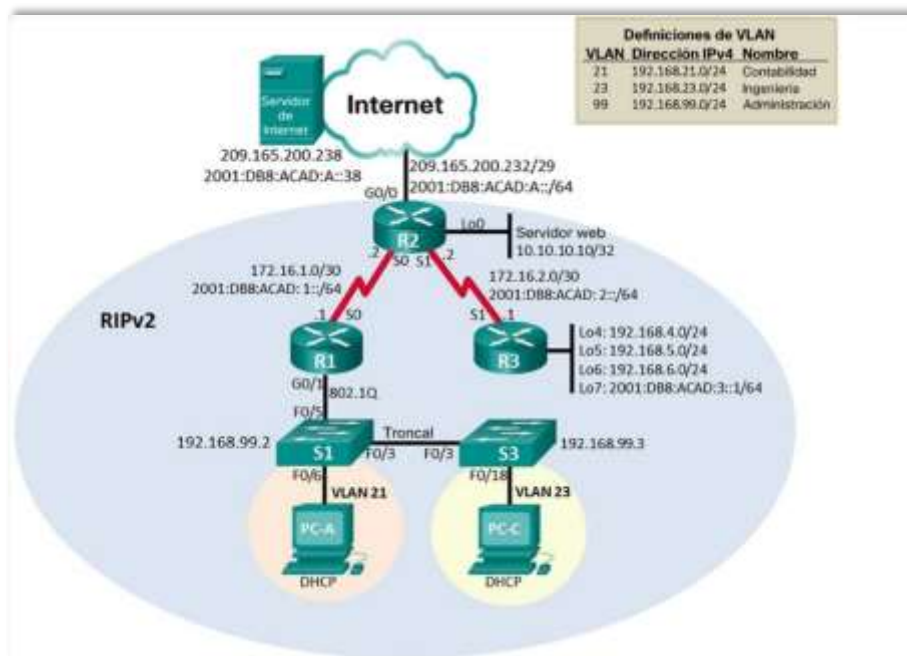 Definiciones de VLAN
VLAN Dirección IPv4 Nombre
21 192.168.21.0/24 Contabilidad
23 192.168.23.0/24 Ingeniería
99 192.168.99.0/24 Administración
Servidor de Internet
Internet
209.165.200.238
2001:DB8:ACAD:A::38
209.165.200.232/29
2001:DB8:ACAD:A::/64
G0/0
R2
Lo0
Servidor web
10.10.10.10/32
.2 S0 S1 .2
172.16.1.0/30
2001:DB8:ACAD: 1::/64
172.16.2.0/30
2001:DB8:ACAD: 2::/64
RIPv2
.1 S0
S1 .1
R1
R3
Lo4: 192.168.4.0/24
Lo5: 192.168.5.0/24
Lo6: 192.168.6.0/24
Lo7: 2001:DB8:ACAD:3::1/64
G0/1
802.1Q
F0/5
192.168.99.2
S1
Troncal
F0/3 F0/3
S3
192.168.99.3
F0/6
VLAN 21
F0/18
VLAN 23
PC-A
PC-C
DHCP
DHCP